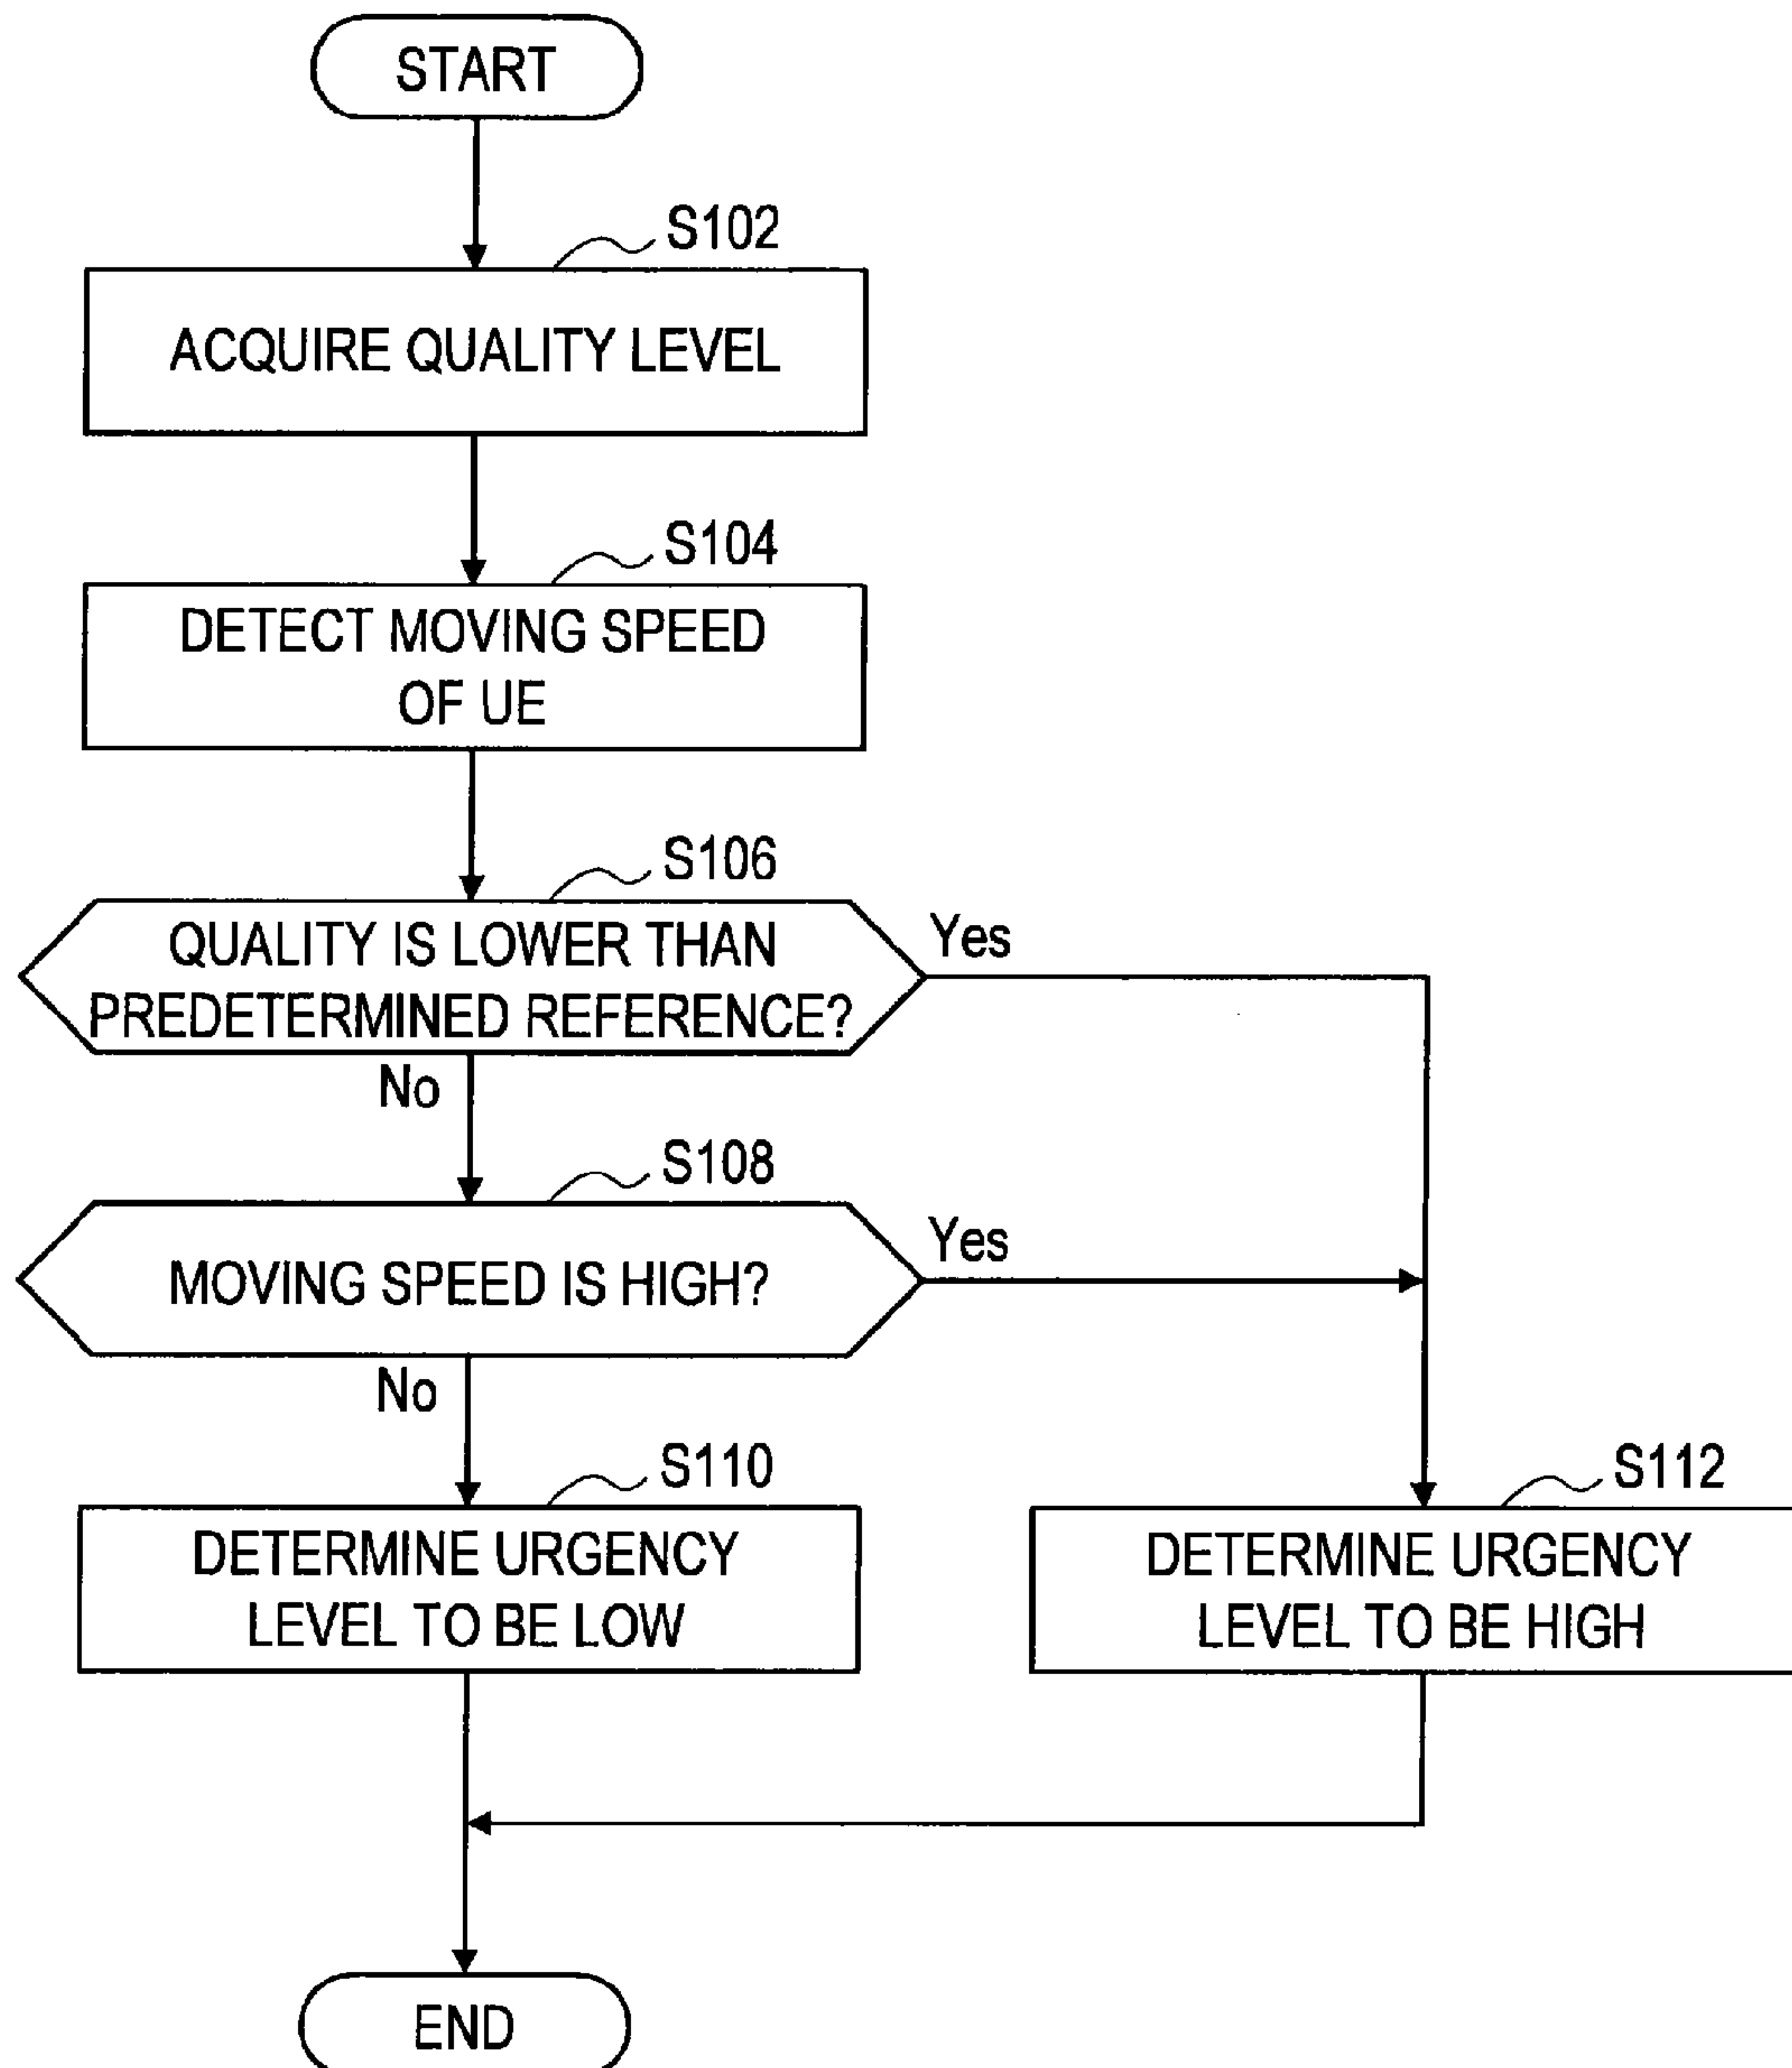 START
S102
ACQUIRE QUALITY LEVEL
S104
DETECT MOVING SPEED
OF UE
S106
QUALITY IS LOWER THAN
PREDETERMINED REFERENCE?
Yes
No
S108
MOVING SPEED IS HIGH?
Yes
No
S110
DETERMINE URGENCY
LEVEL TO BE LOW
S112
DETERMINE URGENCY
LEVEL TO BE HIGH
END